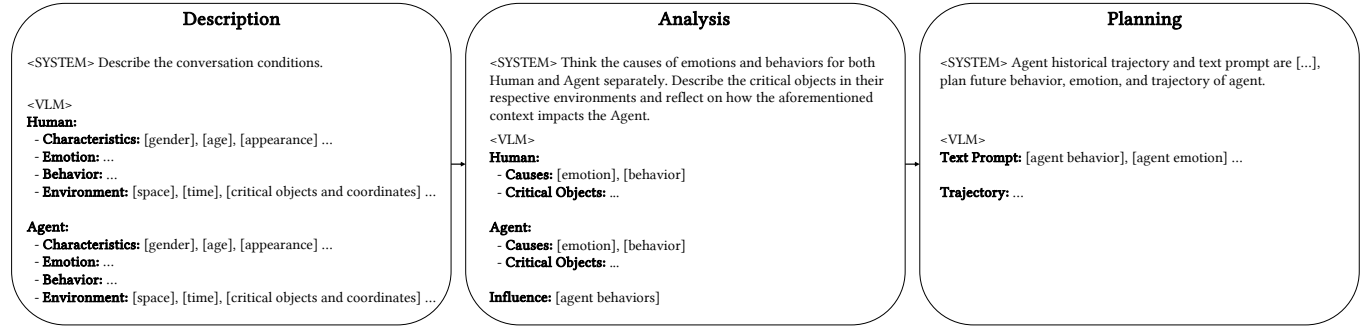 Description
<SYSTEM> Describe the conversation conditions.
<VLM>
Human:
- Characteristics: [gender], [age], [appearance] ...
- Emotion: ...
- Behavior: ...
- Environment: [space], [time], [critical objects and coordinates] ...
Agent:
- Characteristics: [gender], [age], [appearance] ...
- Emotion: ...
- Behavior: ...
- Environment: [space], [time], [critical objects and coordinates] ...
Analysis
<SYSTEM> Think the causes of emotions and behaviors for both
Human and Agent separately. Describe the critical objects in their
respective environments and reflect on how the aforementioned
context impacts the Agent.
<VLM>
Human:
- Causes: [emotion], [behavior]
- Critical Objects: ...
Agent:
- Causes: [emotion], [behavior]
- Critical Objects: ...
Influence: [agent behaviors]
Planning
<SYSTEM> Agent historical trajectory and text prompt are [...],
plan future behavior, emotion, and trajectory of agent.
<VLM>
Text Prompt: [agent behavior], [agent emotion] ...
Trajectory: ...